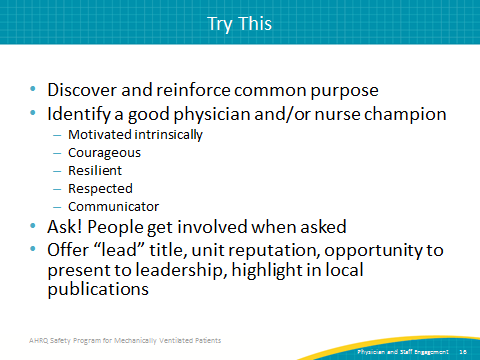 Try This
• Discover and reinforce common purpose
• Identify a good physician and/or nurse champion
– Motivated intrinsically
– Courageous
– Resilient
– Respected
– Communicator
• Ask! People get involved when asked
• Offer “lead” title, unit reputation, opportunity to
present to leadership, highlight in local
publications
AHRQ Safety Program for Mechanically Ventilated Patients
Physician and Staff Engagement 16